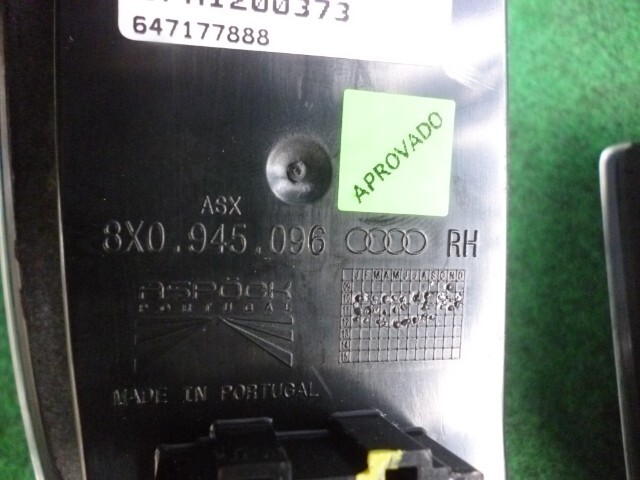 647177888
APROVADO
ASX
8X0.945.096 RH
J F M A M J J A S O N D
ASPÖCK
PORTUGAL
MADE IN PORTUGAL